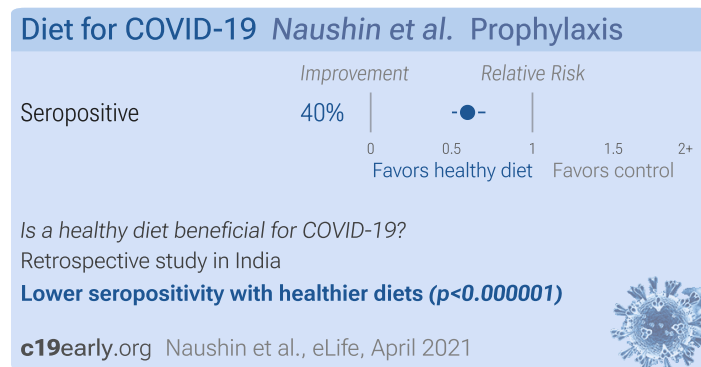 Diet for COVID-19 Naushin et al. Prophylaxis
Improvement Relative Risk
Seropositive 40%
0 0.5 1 1.5 2+
Favors healthy diet Favors control
Is a healthy diet beneficial for COVID-19?
Retrospective study in India
Lower seropositivity with healthier diets (p<0.000001)
c19early.org Naushin et al., eLife, April 2021